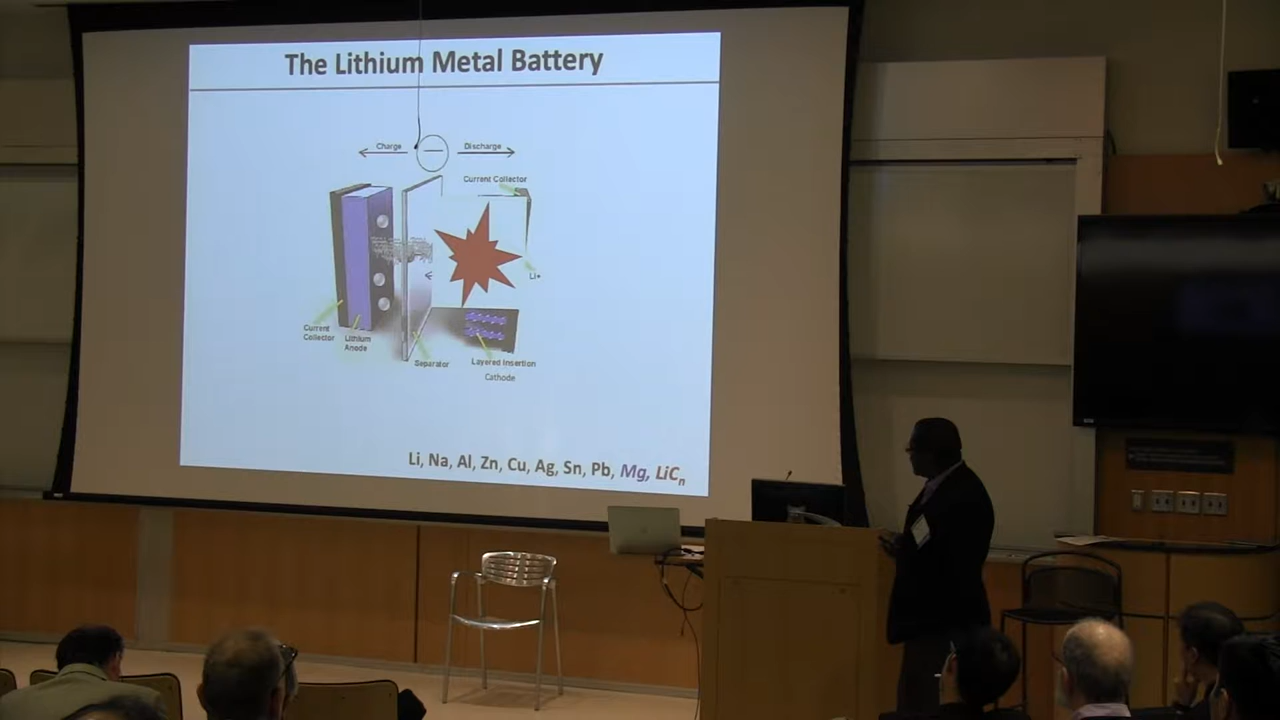 The Lithium Metal Battery
Charge
Discharge
Current Collector
Li+
Current
Collector
Lithium
Anode
Separator
Layered Insertion
Cathode
Li, Na, Al, Zn, Cu, Ag, Sn, Pb, Mg, LiCn